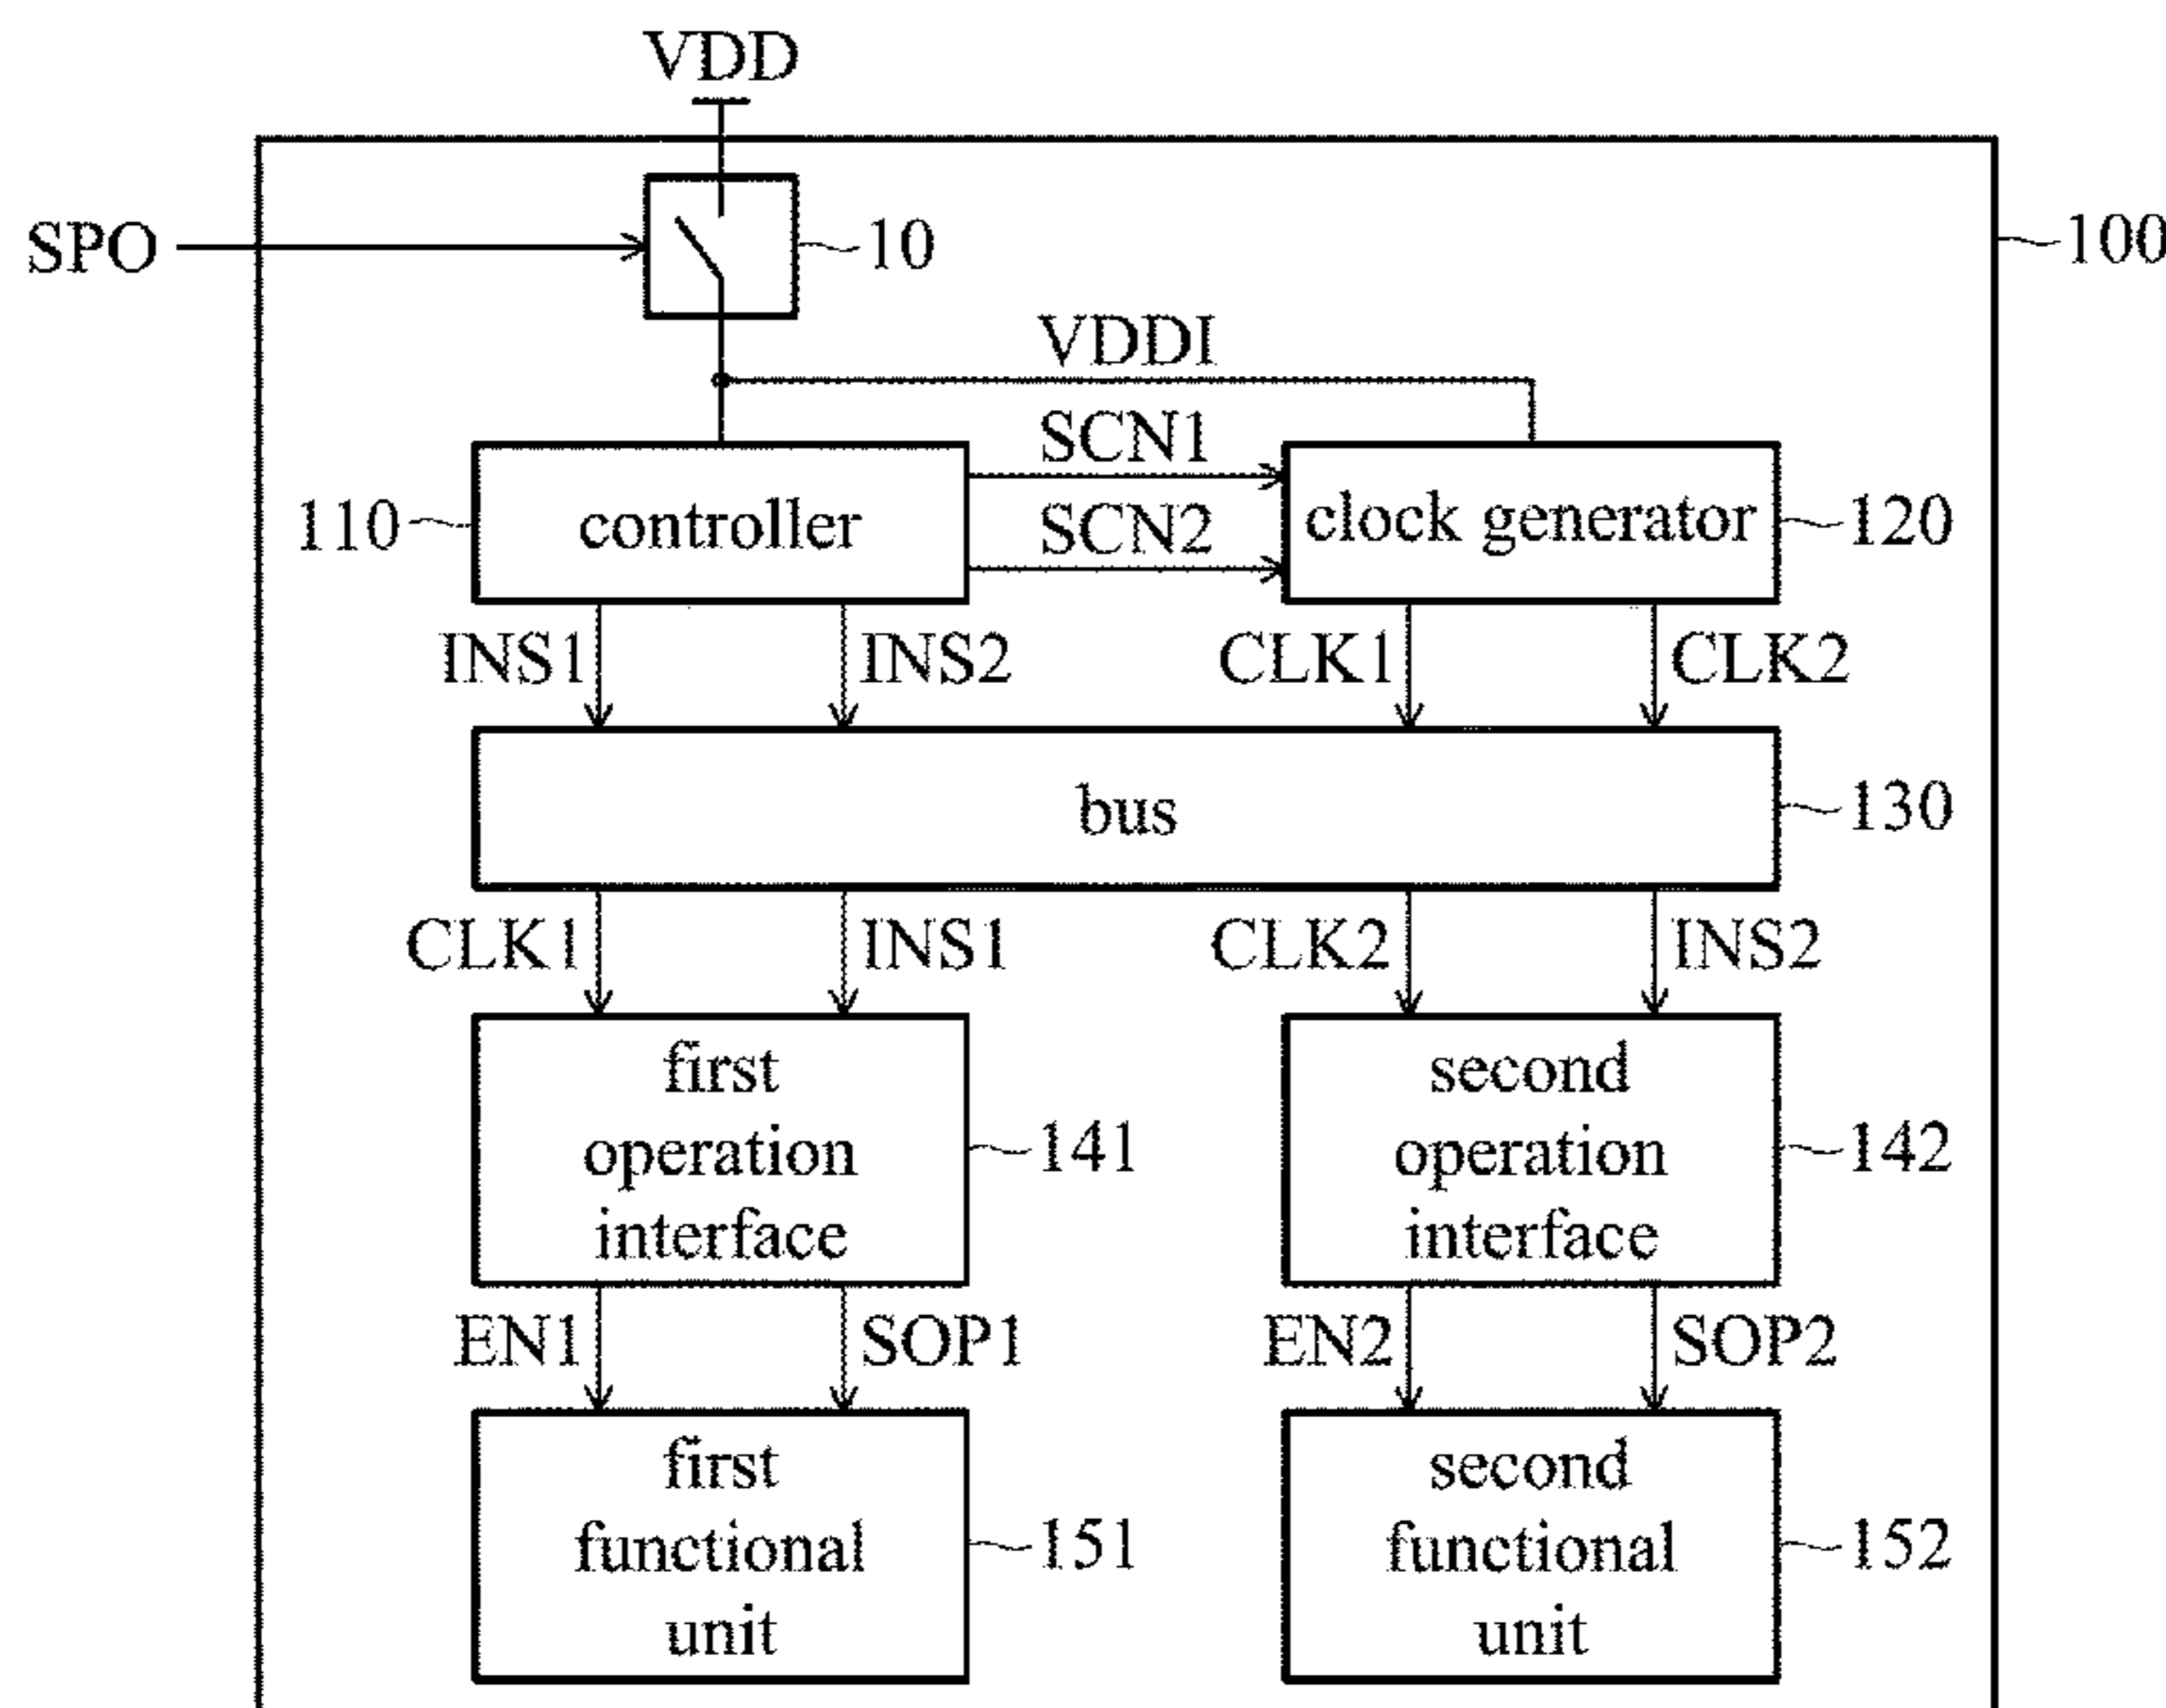 VDD
SPO
10
100
VDDI
SCN1
110
controller
SCN2
clock generator
120
INS1
INS2
CLK1
CLK2
bus
130
CLK1
INS1
CLK2
INS2
first
operation
interface
141
second
operation
interface
142
EN1
SOP1
EN2
SOP2
first
functional
unit
151
second
functional
unit
152